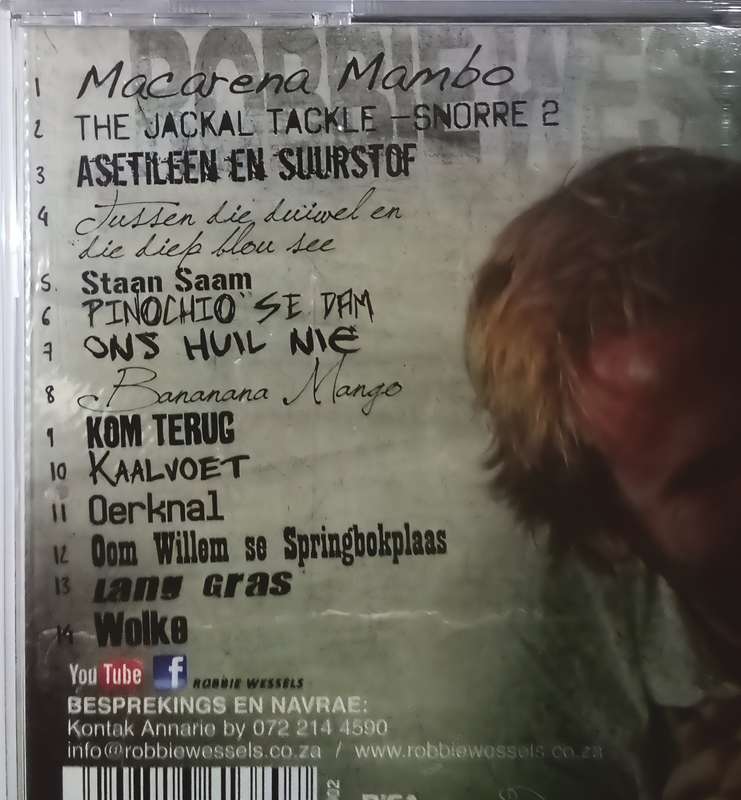 ROBBIE WES
1 Macarena Mambo
2 THE JACKAL TACKLE - SNORRE 2
3 ASETILEEN EN SUURSTOF
4 Tussen die duiwel en
die diep blou see
5. Staan Saam
6 PINOCHIO SE DAM
7 ONS HUIL NIE
8 Bananana Mango
9 KOM TERUG
10 KAALVOET
11 Oerknal
12 Oom Willem se Springbokplaas
13 Lang Gras
14 Wolke
You Tube f ROBBIE WESSELS
BESPREKINGS EN NAVRAE:
Kontak Annarie by 072 214 4590
info@robbiewessels.co.za / www.robbiewessels.co.za